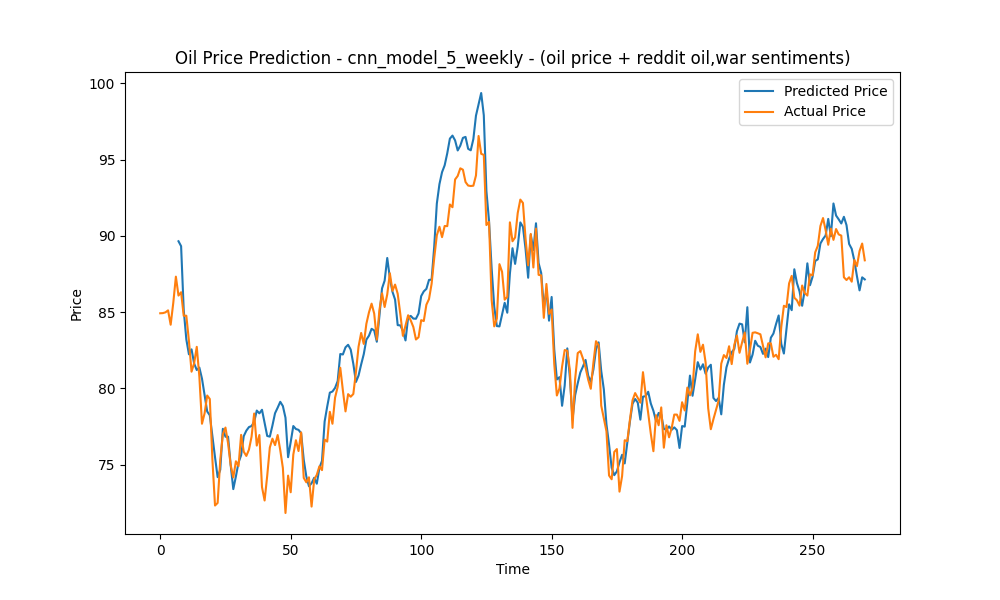 Oil Price Prediction - cnn_model_5_weekly - (oil price + reddit oil,war sentiments)
Predicted Price
Actual Price
100
95
90
85
80
75
Price
0 50 100 150 200 250
Time